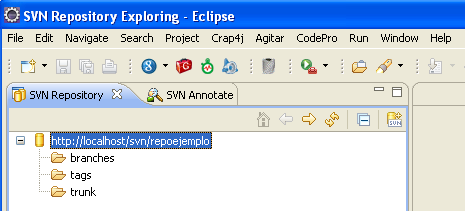 SVN Repository Exploring - Eclipse
File Edit Navigate Search Project Crap4j Agitar CodePro Run Window Help
SVN Repository SVN Annotate
SVN
http://localhost/svn/repoejemplo
branches
tags
trunk